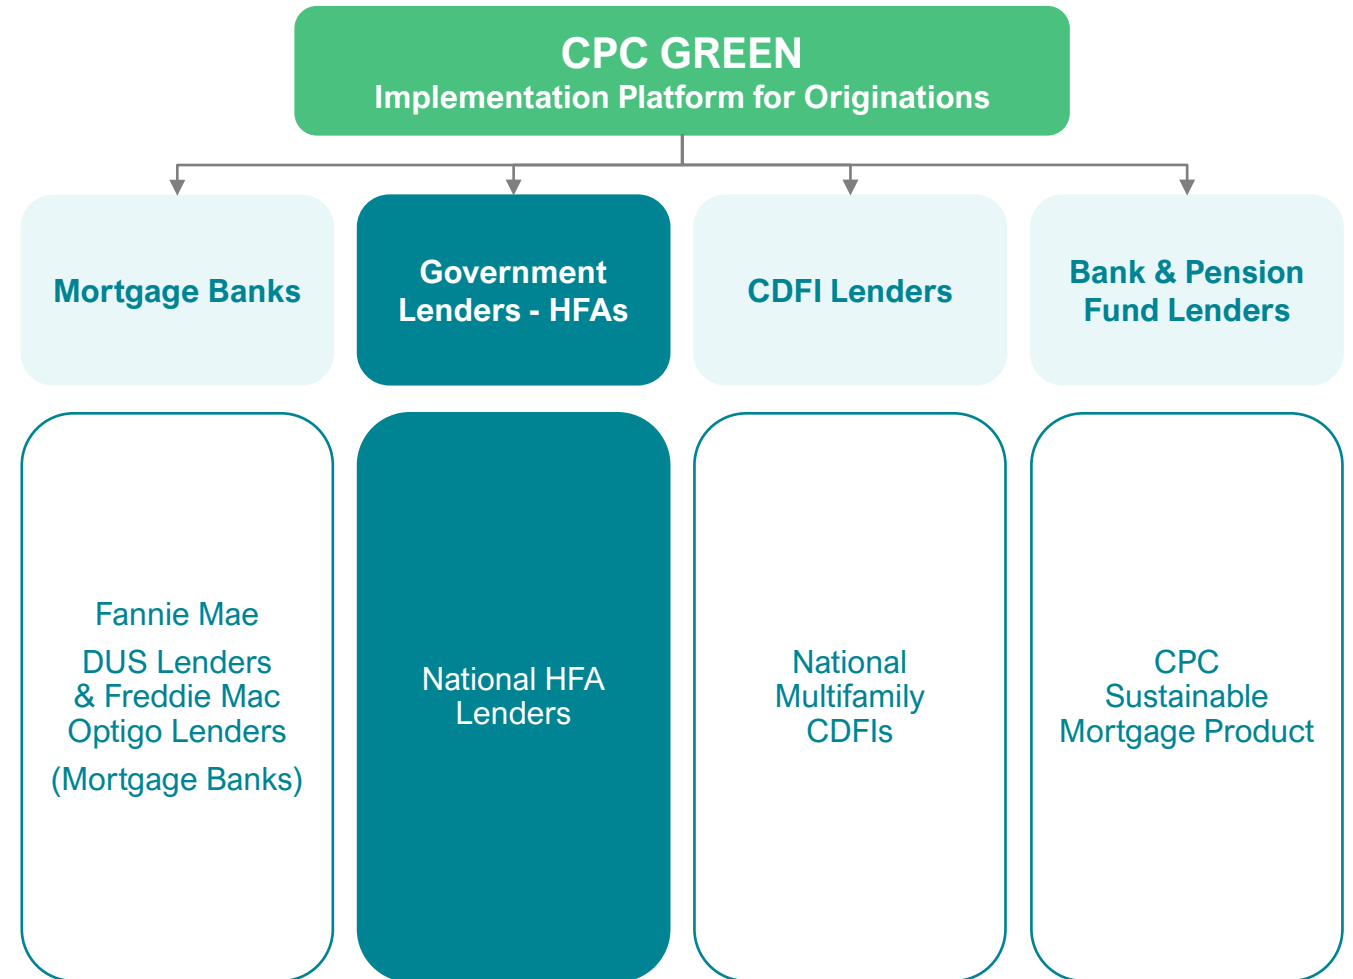 CPC GREEN
Implementation Platform for Originations
Mortgage Banks
Government
Lenders - HFAs
CDFI Lenders
Bank & Pension
Fund Lenders
Fannie Mae
DUS Lenders
& Freddie Mac
Optigo Lenders
(Mortgage Banks)
National HFA
Lenders
National
Multifamily
CDFIs
CPC
Sustainable
Mortgage Product